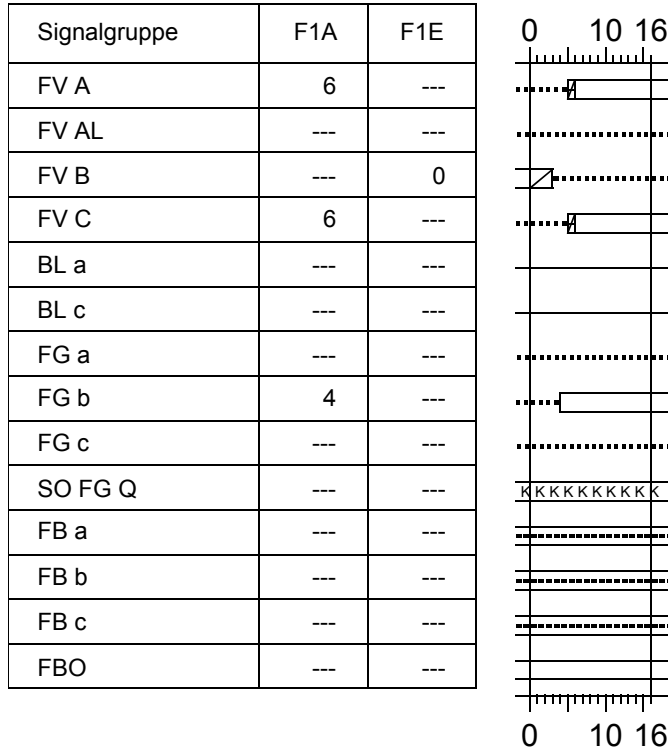 Signalgruppe F1A F1E 0 10 16
FV A 6 ---
FV AL --- ---
FV B --- 0
FV C 6 ---
BL a --- ---
BL c --- ---
FG a --- ---
FG b 4 ---
FG c --- ---
SO FG Q --- --- K K K K K K K K K K
FB a --- ---
FB b --- ---
FB c --- ---
FBO --- ---
0 10 16